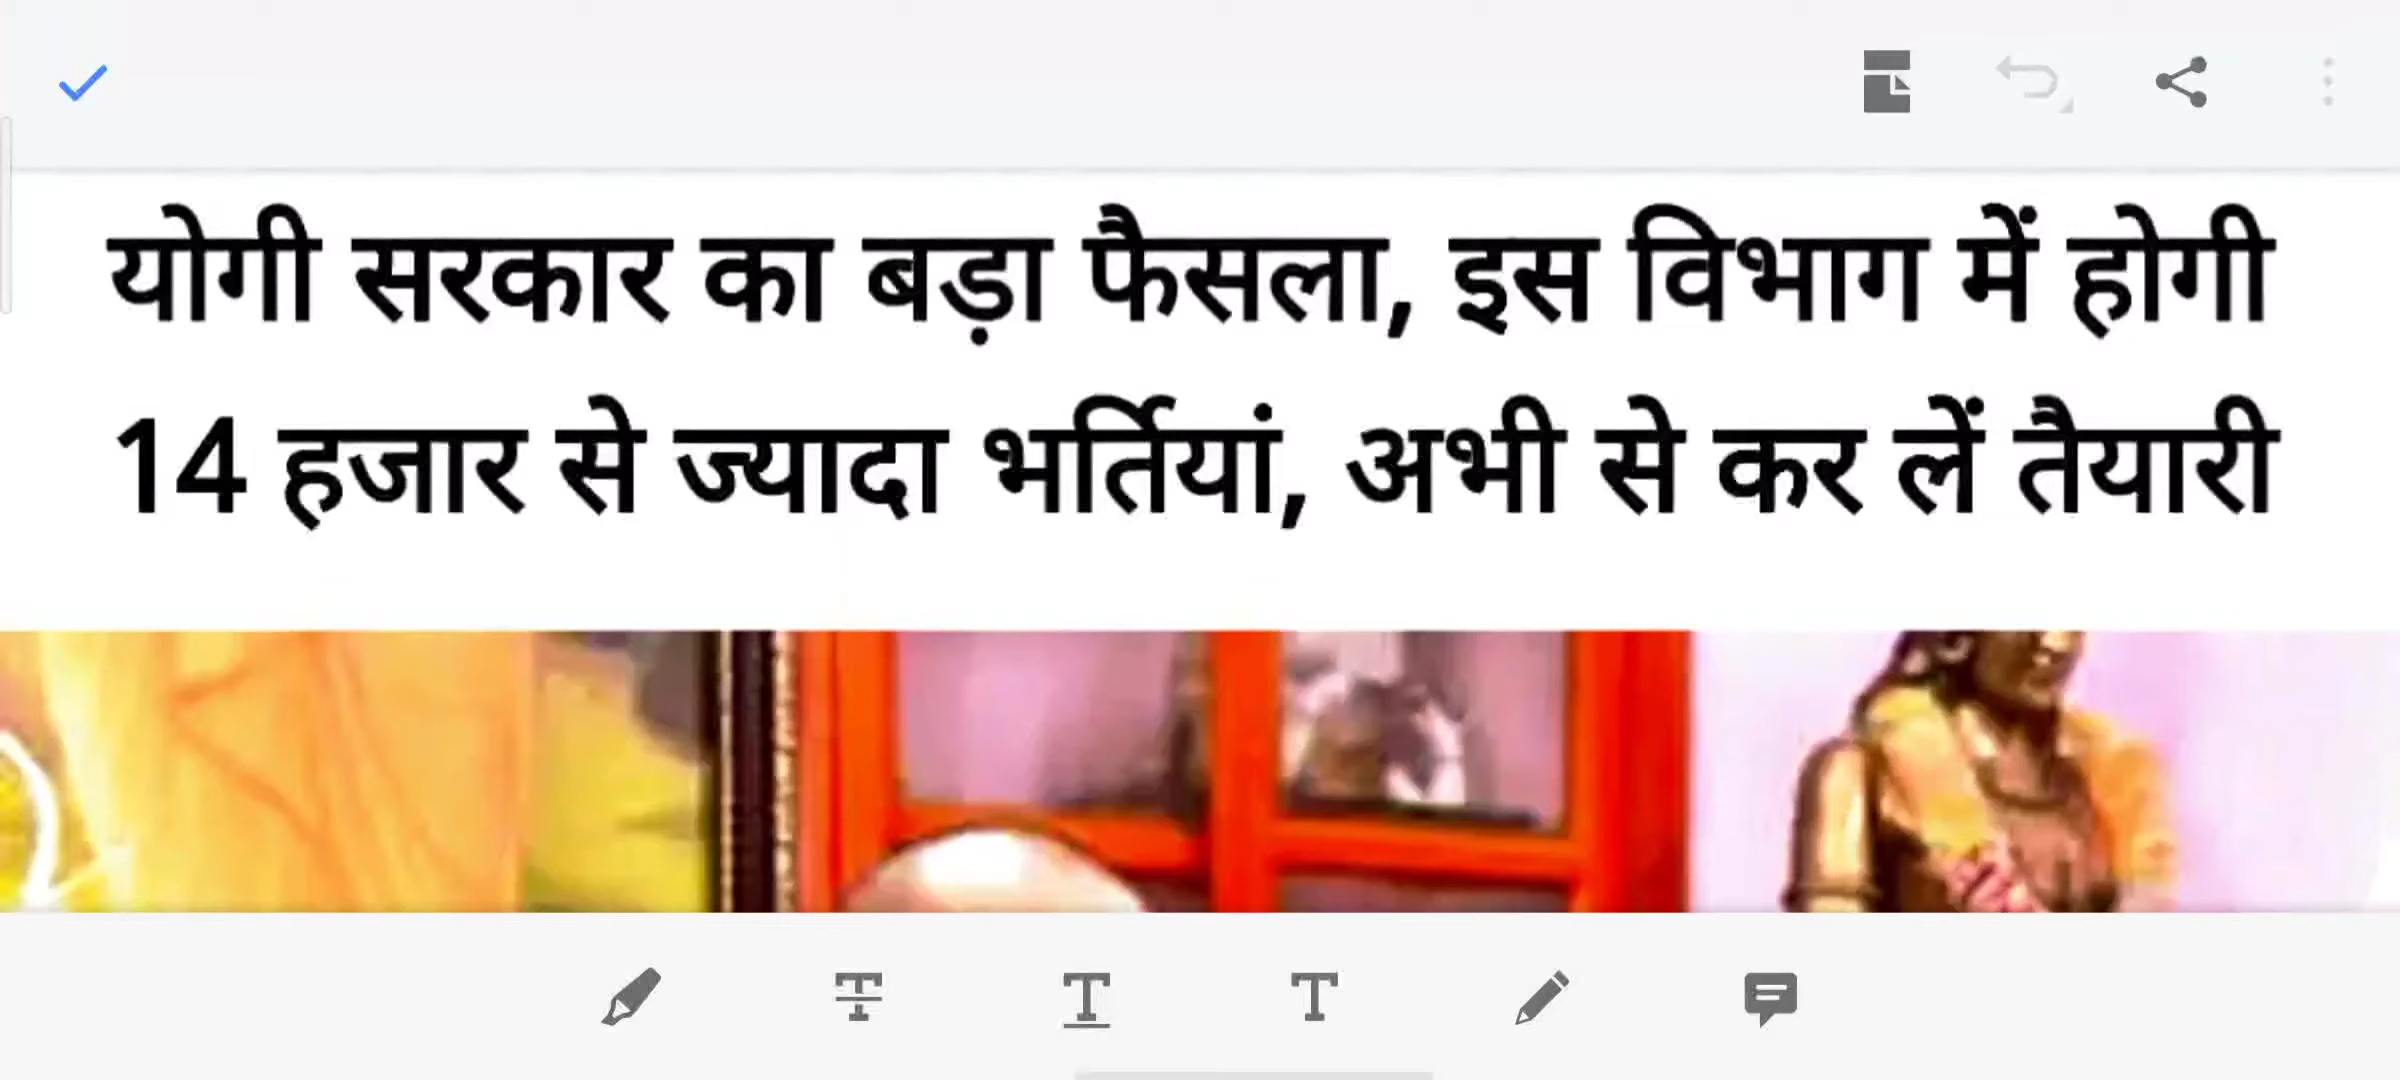 योगी सरकार का बड़ा फैसला, इस विभाग में होगी
14 हजार से ज्यादा भर्तियां, अभी से कर लें तैयारी